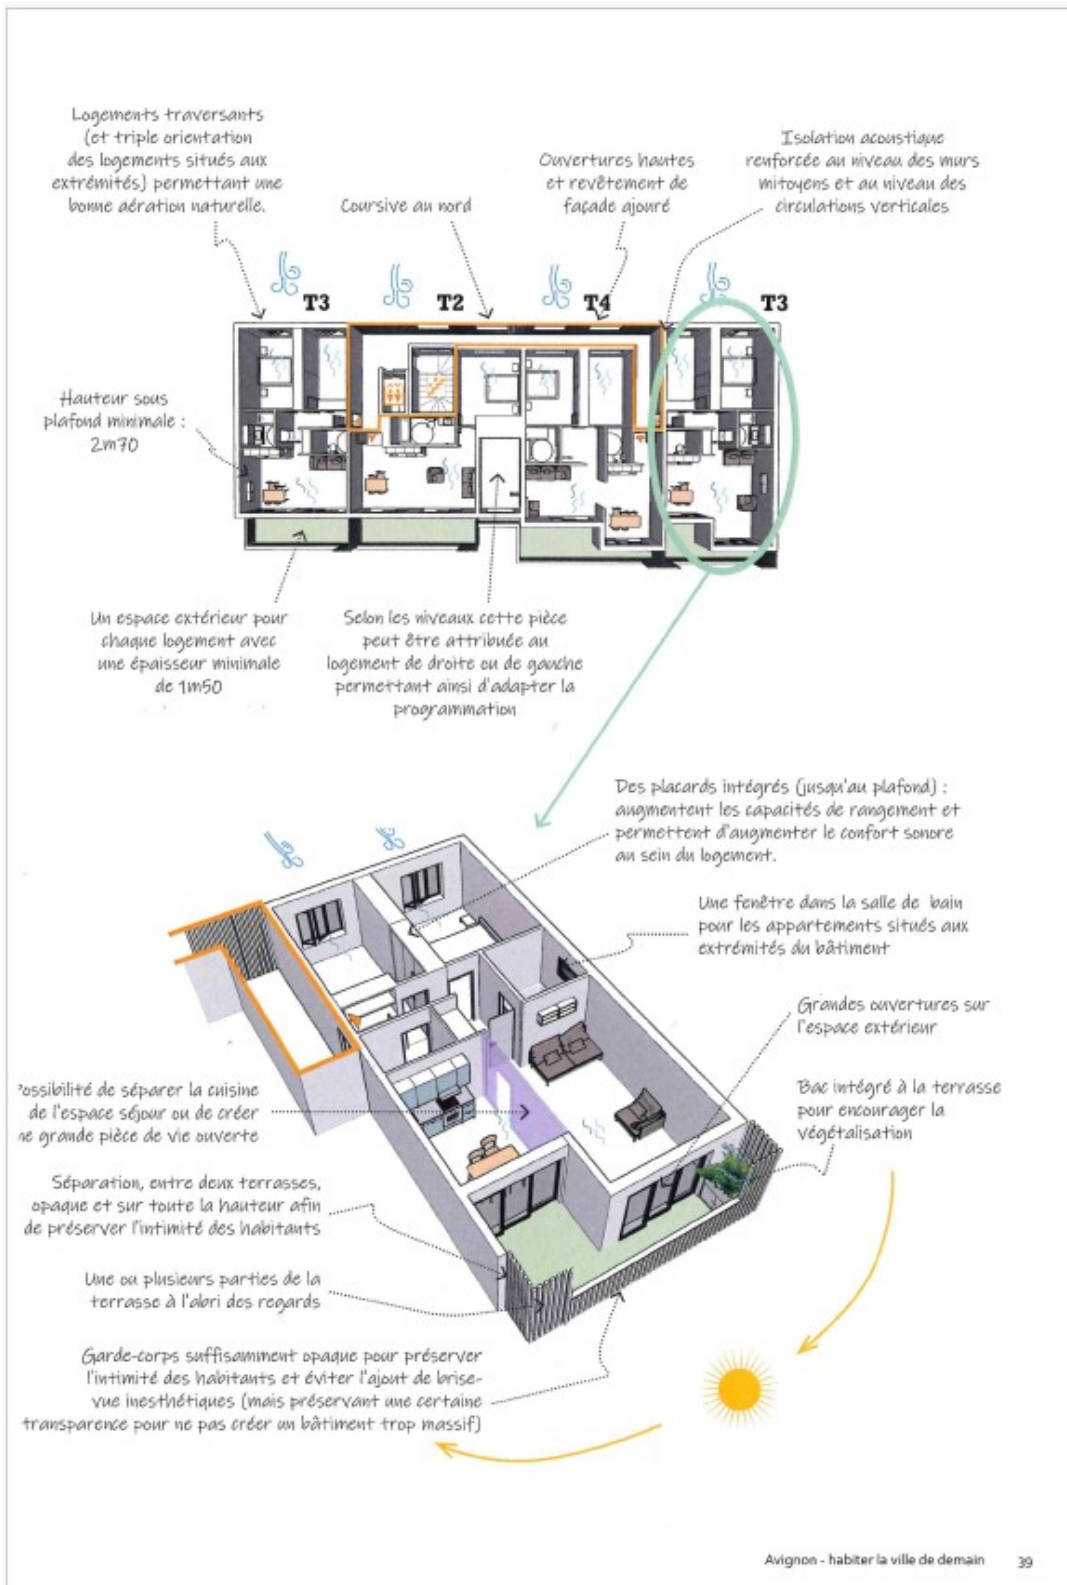 Logements traversants
(et triple orientation
des logements situés aux
extrémités) permettant une
bonne aération naturelle.
Coursive au nord
Ouvertures hautes
et revêtement de
façade ajouré
Isolation acoustique
renforcée au niveau des murs
mitoyens et au niveau des
circulations verticales
T3
T2
T4
T3
Hauteur sous
plafond minimale :
2m70
Un espace extérieur pour
chaque logement avec
une épaisseur minimale
de 1m50
Selon les niveaux cette pièce
peut être attribuée au
logement de droite ou de gauche
permettant ainsi d'adapter la
programmation
Des placards intégrés (jusqu'au plafond) :
augmentent les capacités de rangement et
permettent d'augmenter le confort sonore
au sein du logement.
Une fenêtre dans la salle de bain
pour les appartements situés aux
extrémités du bâtiment
Grandes ouvertures sur
l'espace extérieur
Bac intégré à la terrasse
pour encourager la
végétalisation
ossibilité de séparer la cuisine
de l'espace séjour ou de créer
ne grande pièce de vie ouverte
Séparation, entre deux terrasses,
opaque et sur toute la hauteur afin
de préserver l'intimité des habitants
Une ou plusieurs parties de la
terrasse à l'abri des regards
Garde-corps suffisamment opaque pour préserver
l'intimité des habitants et éviter l'ajout de brise-
vue inesthétiques (mais préservant une certaine
transparence pour ne pas créer un bâtiment trop massif)
Avignon - habiter la ville de demain 39